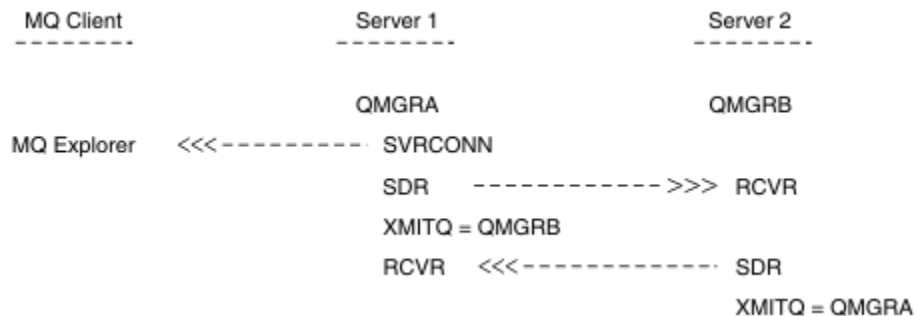 MQ Client Server 1 Server 2
QMGRA QMGRB
MQ Explorer <<<---------- SVRCONN
SDR ------------->>> RCVR
XMITQ = QMGRB
RCVR <<<-------------- SDR
XMITQ = QMGRA